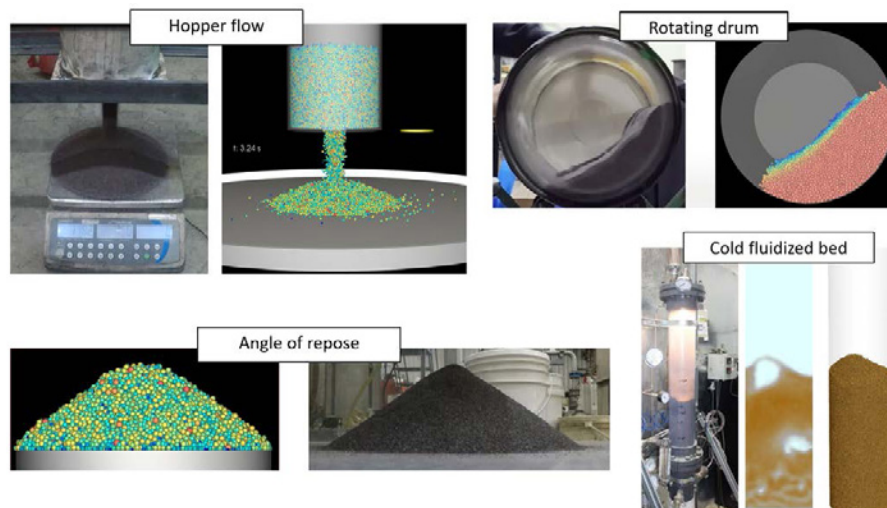 Hopper flow
Rotating drum
t: 3.24 s
Cold fluidized bed
Angle of repose